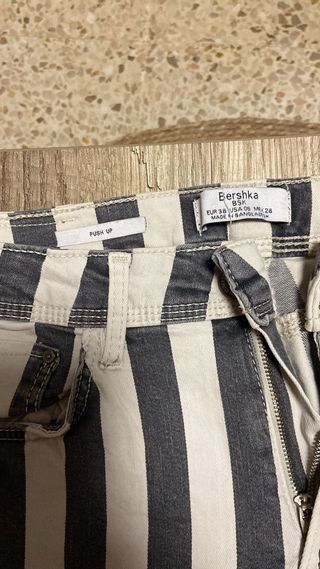 Bershka
BSK
EUR 38 USA 06 MEX 28
MADE IN BANGLADESH
PUSH UP